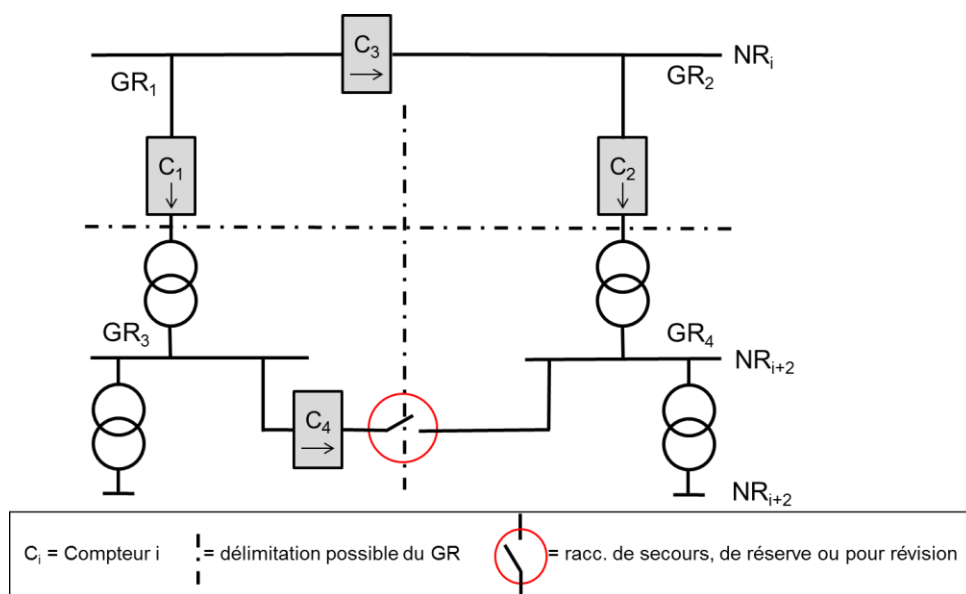 C3
NRi
GR1
GR2
C1
C2
GR3
GR4
NRi+2
C4
NRi+2
Ci = Compteur i
= délimitation possible du GR
= racc. de secours, de réserve ou pour révision